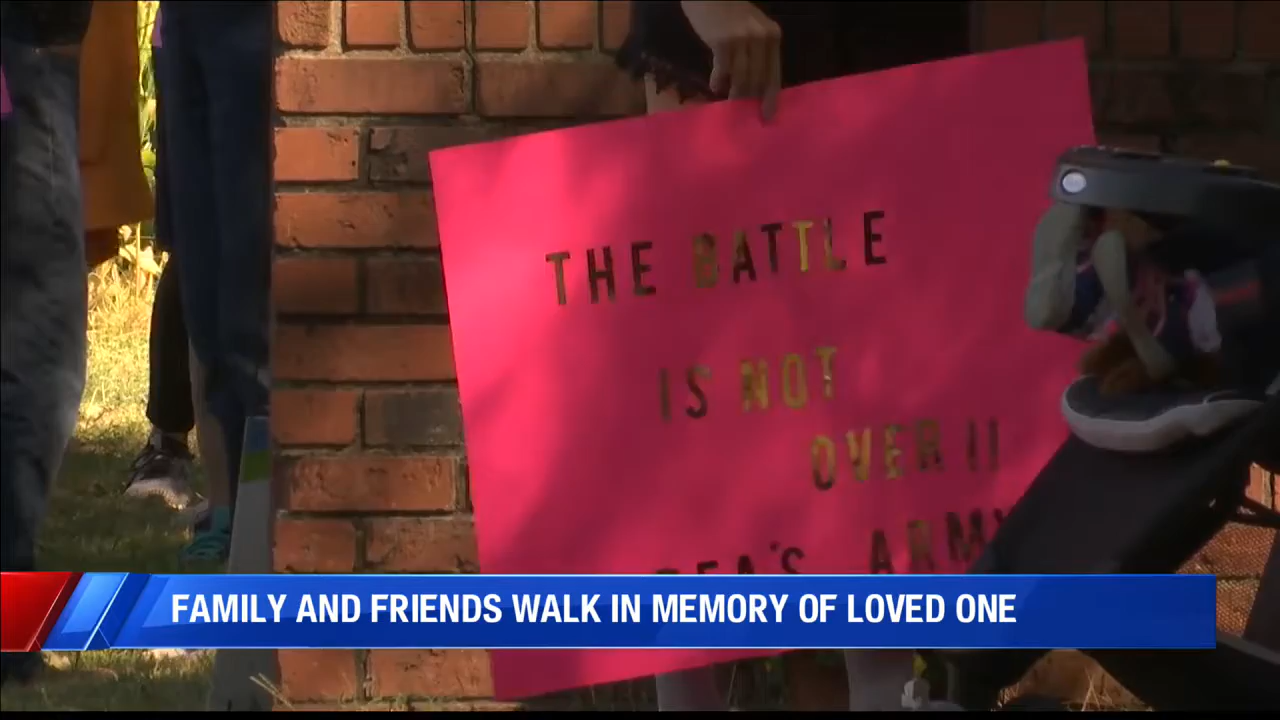 THE BATTLE
IS NOT
OVER !!
ARMY
FAMILY AND FRIENDS WALK IN MEMORY OF LOVED ONE